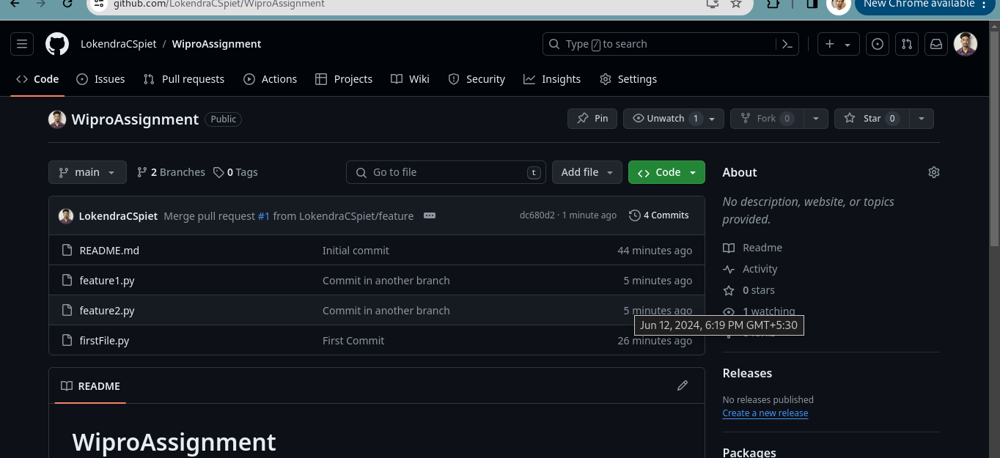 github.com/LokendraCSpiet/WiproAssignment
New Chrome available
LokendraCSpiet / WiproAssignment
Type / to search
Code Issues Pull requests Actions Projects Wiki Security Insights Settings
WiproAssignment Public
Pin Unwatch 1 Fork 0 Star 0
main 2 Branches 0 Tags Go to file t Add file Code
LokendraCSpiet Merge pull request #1 from LokendraCSpiet/feature dc680d2 · 1 minute ago 4 Commits
README.md Initial commit 44 minutes ago
feature1.py Commit in another branch 5 minutes ago
feature2.py Commit in another branch 5 minutes ago
Jun 12, 2024, 6:19 PM GMT+5:30
firstFile.py First Commit 26 minutes ago
README
WiproAssignment
About
No description, website, or topics
provided.
Readme
Activity
0 stars
1 watching
Releases
No releases published
Create a new release
Packages